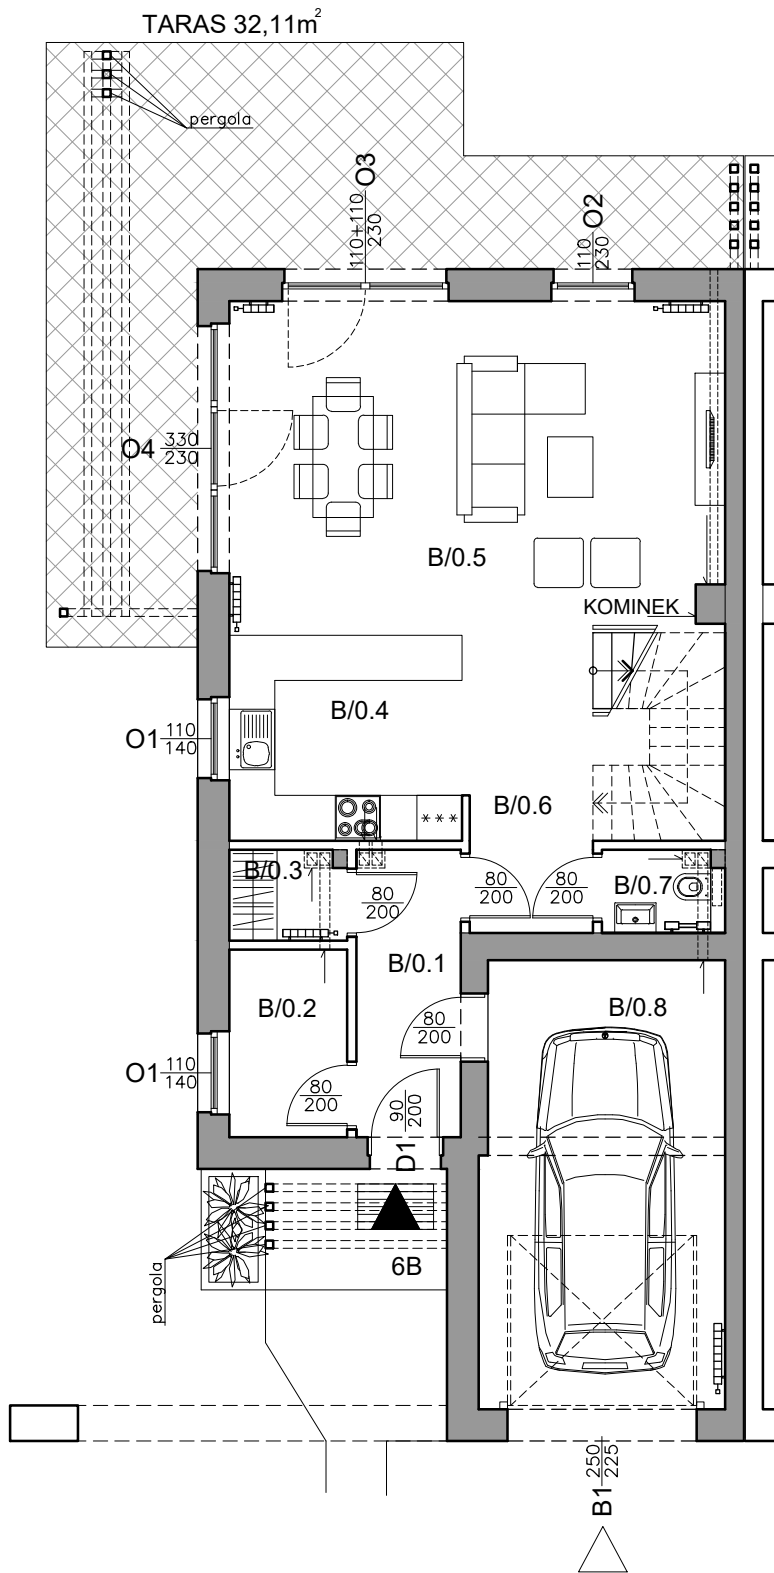 TARAS 32,11m²
pergola
110+110
230
O3
110
230
O2
O4
330
230
B/0.5
KOMINEK
B/0.4
O1
110
140
B/0.6
***
B/0.3
80
200
80
200
80
200
B/0.7
B/0.1
B/0.2
80
200
B/0.8
O1
110
140
80
200
90
200
D1
6B
pergola
B1
250
225